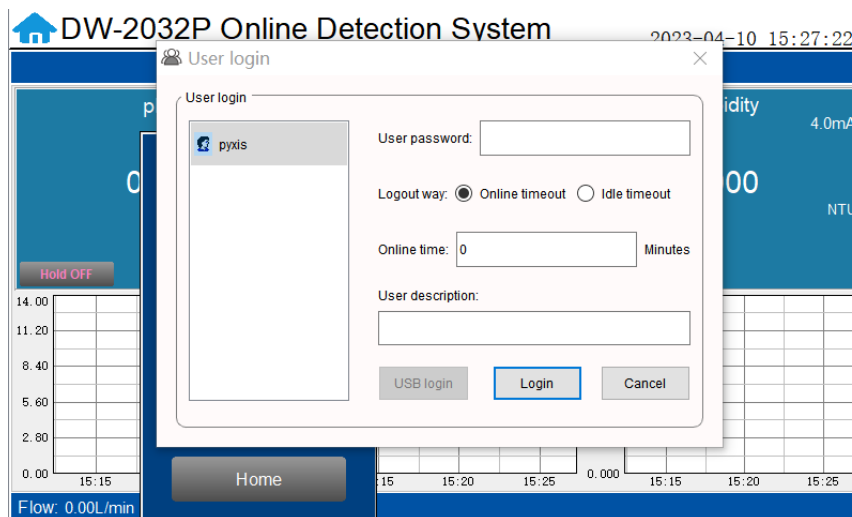 DW-2032P Online Detection System
2023-04-10 15:27:22
User login
User login
pyxis
User password:
Logout way: Online timeout Idle timeout
Online time: 0 Minutes
User description:
USB login Login Cancel
p
idity
4.0mA
0
00
NTU
Hold OFF
14.00
11.20
8.40
5.60
2.80
0.00
15:15
Home
:15 15:20 15:25
0.000
15:15 15:20 15:25
Flow: 0.00L/min